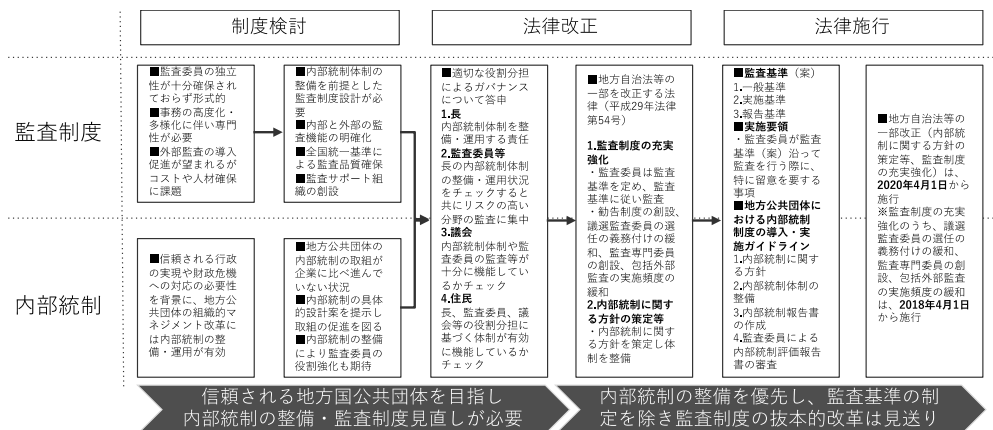 制度検討
法律改正
法律施行
監査制度
■監査委員の独立
性が十分確保され
ておらず形式的
■事務の高度化・
多様化に伴い専門
性が必要
■外部監査の導入
促進が望まれるが
コストや人材確保
に課題
■内部統制体制の
整備を前提とした
監査制度設計が必
要
■内部と外部の監
査機能の明確化
■全国統一基準に
よる監査品質確保
■監査サポート組
織の創設
内部統制
■信頼される行政
の実現や財政危機
への対応の必要性
を背景に、地方公
共団体の組織的マ
ネジメント改革に
は内部統制の整
備・運用が有効
■地方公共団体の
内部統制の取組が
企業に比べ進んで
いない状況
■内部統制の具体
的設計案を提示し
取組の促進を図る
■内部統制の整備
により監査委員の
役割強化も期待
■適切な役割分担
によるガバナンス
について答申
1.長
内部統制体制を整
備・運用する責任
2.監査委員等
長の内部統制体制
の整備・運用状況
をチェックすると
共にリスクの高い
分野の監査に集中
3.議会
内部統制体制や監
査委員の監査等が
十分に機能してい
るかチェック
4.住民
長、監査委員、議
会等の役割分担に
基づく体制が有効
に機能しているか
チェック
■地方自治法等の
一部を改正する
法律（平成29年法律
第54号）
1.監査制度の充実
強化
・監査委員は監査
基準を定め、監査
基準に従い監査
・勧告制度の創設、
議選監査委員の選
任の義務付けの緩
和、監査専門委員
の創設、包括外部
監査の実施頻度の
緩和
2.内部統制に関す
る方針の策定等
・内部統制に関す
る方針を策定し体
制を整備
■監査基準（案）
1.一般基準
2.実施基準
3.報告基準
■実施要領
・監査委員が監査
基準（案）沿って
監査を行う際に、
特に留意を要する
事項
■地方公共団体に
おける内部統制
制度の導入・実
施ガイドライン
1.内部統制に関す
る方針
2.内部統制体制の
整備
3.内部統制報告書
の作成
4.監査委員による
内部統制評価報告
書の審査
■地方自治法等の
一部改正（内部統
制に関する方針の
策定等、監査制度
の充実強化）は、
2020年4月1日から
施行
※監査制度の充実
強化のうち、議選
監査委員の選任の
義務付けの緩和、
監査専門委員の創
設、包括外部監査
の実施頻度の緩和
は、2018年4月1日
から施行
信頼される地方国公共団体を目指し
内部統制の整備・監査制度見直しが必要
内部統制の整備を優先し、監査基準の制
定を除き監査制度の抜本的改革は見送り